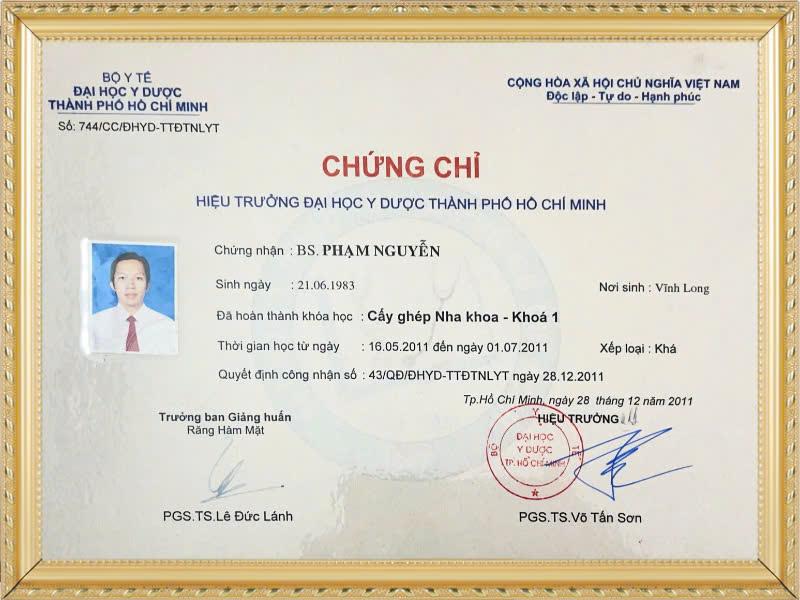 BỘ Y TẾ
ĐẠI HỌC Y DƯỢC
THÀNH PHỐ HỒ CHÍ MINH
Số: 744/CC/ĐHYD-TTĐTNLYT
CỘNG HÒA XÃ HỘI CHỦ NGHĨA VIỆT NAM
Độc lập - Tự do - Hạnh phúc
CHỨNG CHỈ
HIỆU TRƯỞNG ĐẠI HỌC Y DƯỢC THÀNH PHỐ HỒ CHÍ MINH
Chứng nhận : BS. PHẠM NGUYỄN
Sinh ngày : 21.06.1983 Nơi sinh : Vĩnh Long
Đã hoàn thành khóa học : Cấy ghép Nha khoa - Khoá 1
Thời gian học từ ngày : 16.05.2011 đến ngày 01.07.2011 Xếp loại : Khá
Quyết định công nhận số : 43/QĐ/ĐHYD-TTĐTNLYT ngày 28.12.2011
Tp.Hồ Chí Minh, ngày 28 tháng 12 năm 2011
Trưởng ban Giảng huấn
Răng Hàm Mặt
HIỆU TRƯỞNG
BỘ Y TẾ
ĐẠI HỌC
Y DƯỢC
TP. HỒ CHÍ MINH
PGS.TS.Lê Đức Lánh
PGS.TS.Võ Tấn Sơn